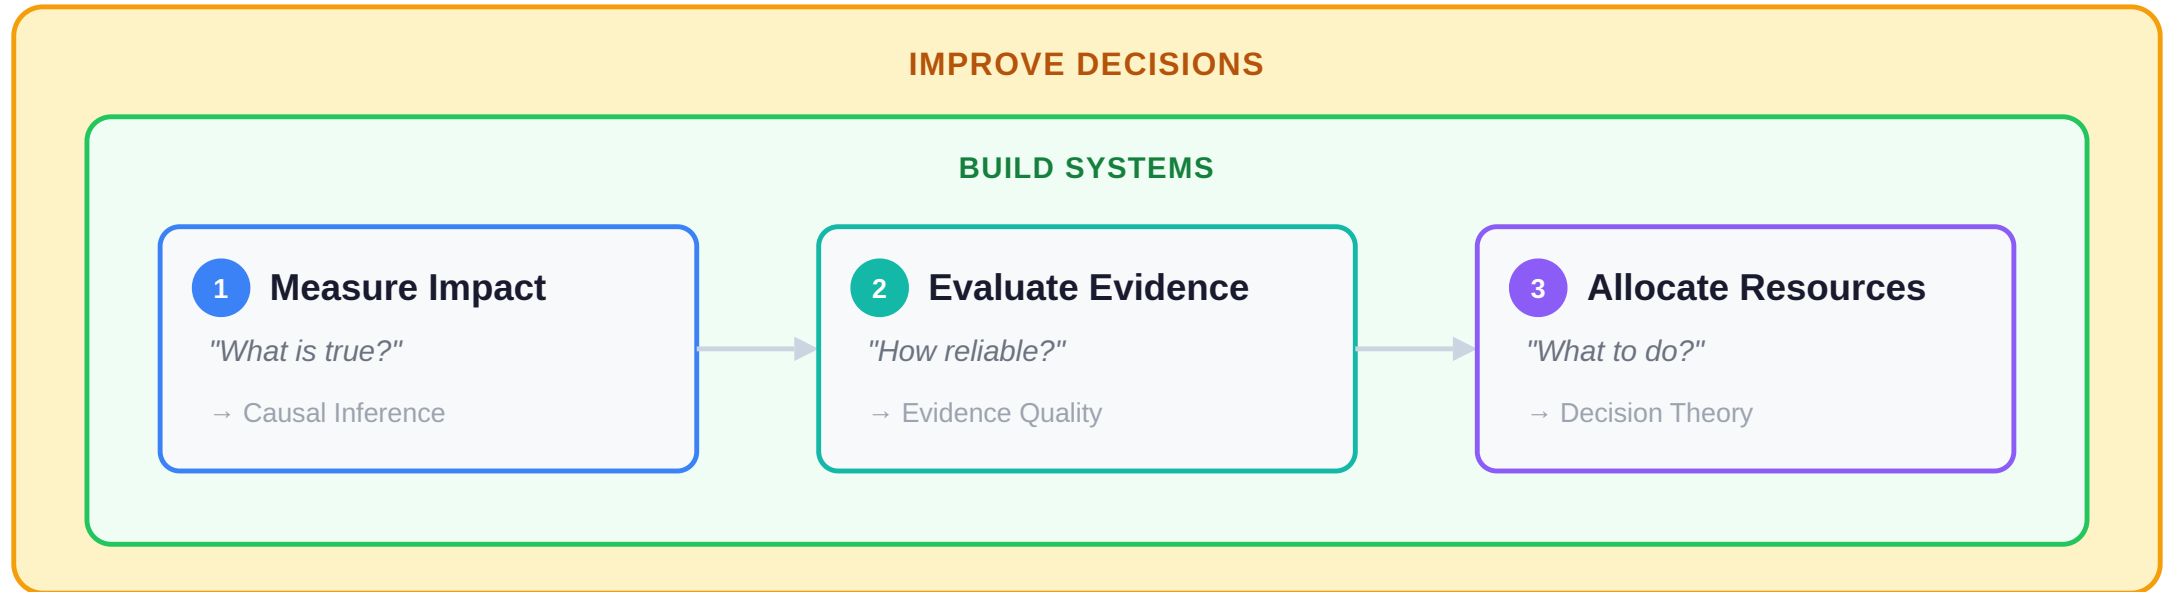 IMPROVE DECISIONS
BUILD SYSTEMS
1 Measure Impact
"What is true?"
→ Causal Inference
2 Evaluate Evidence
"How reliable?"
→ Evidence Quality
3 Allocate Resources
"What to do?"
→ Decision Theory